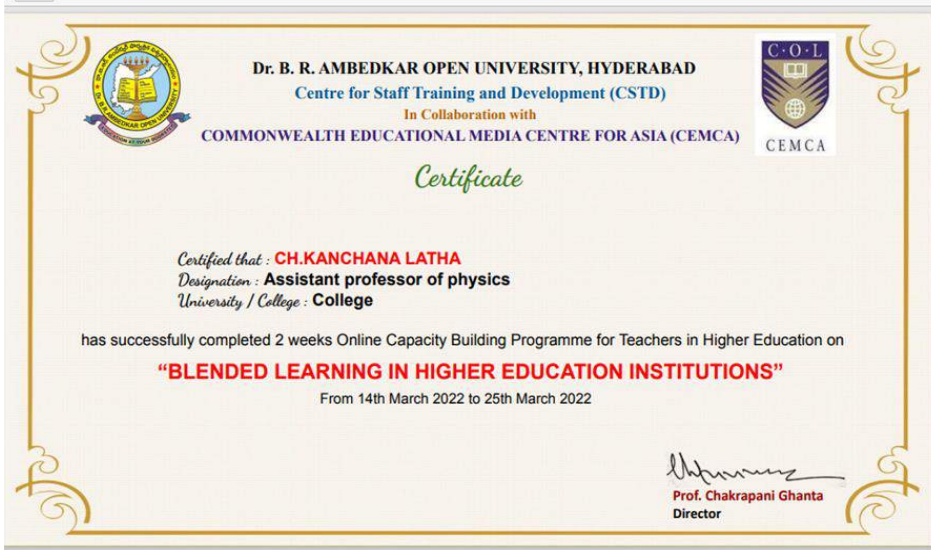 Dr. B. R. AMBEDKAR OPEN UNIVERSITY, HYDERABAD
Centre for Staff Training and Development (CSTD)
In Collaboration with
COMMONWEALTH EDUCATIONAL MEDIA CENTRE FOR ASIA (CEMCA)
C·O·L
CEMCA
Certificate
Certified that : CH.KANCHANA LATHA
Designation : Assistant professor of physics
University / College : College
has successfully completed 2 weeks Online Capacity Building Programme for Teachers in Higher Education on
“BLENDED LEARNING IN HIGHER EDUCATION INSTITUTIONS”
From 14th March 2022 to 25th March 2022
Prof. Chakrapani Ghanta
Director